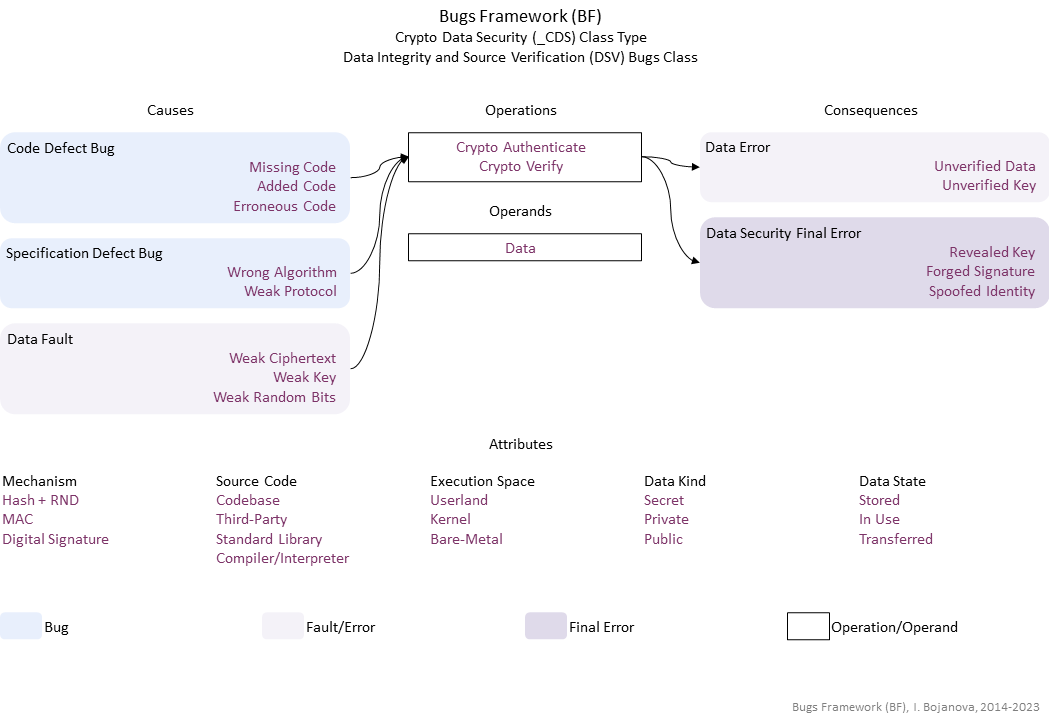 Bugs Framework (BF)
Crypto Data Security (_CDS) Class Type
Data Integrity and Source Verification (DSV) Bugs Class
Causes
Operations
Consequences
Code Defect Bug
Missing Code
Added Code
Erroneous Code
Specification Defect Bug
Wrong Algorithm
Weak Protocol
Data Fault
Weak Ciphertext
Weak Key
Weak Random Bits
Crypto Authenticate
Crypto Verify
Operands
Data
Data Error
Unverified Data
Unverified Key
Data Security Final Error
Revealed Key
Forged Signature
Spoofed Identity
Attributes
Mechanism
Hash + RND
MAC
Digital Signature
Source Code
Codebase
Third-Party
Standard Library
Compiler/Interpreter
Execution Space
Userland
Kernel
Bare-Metal
Data Kind
Secret
Private
Public
Data State
Stored
In Use
Transferred
Bug
Fault/Error
Final Error
Operation/Operand
Bugs Framework (BF), I. Bojanova, 2014-2023